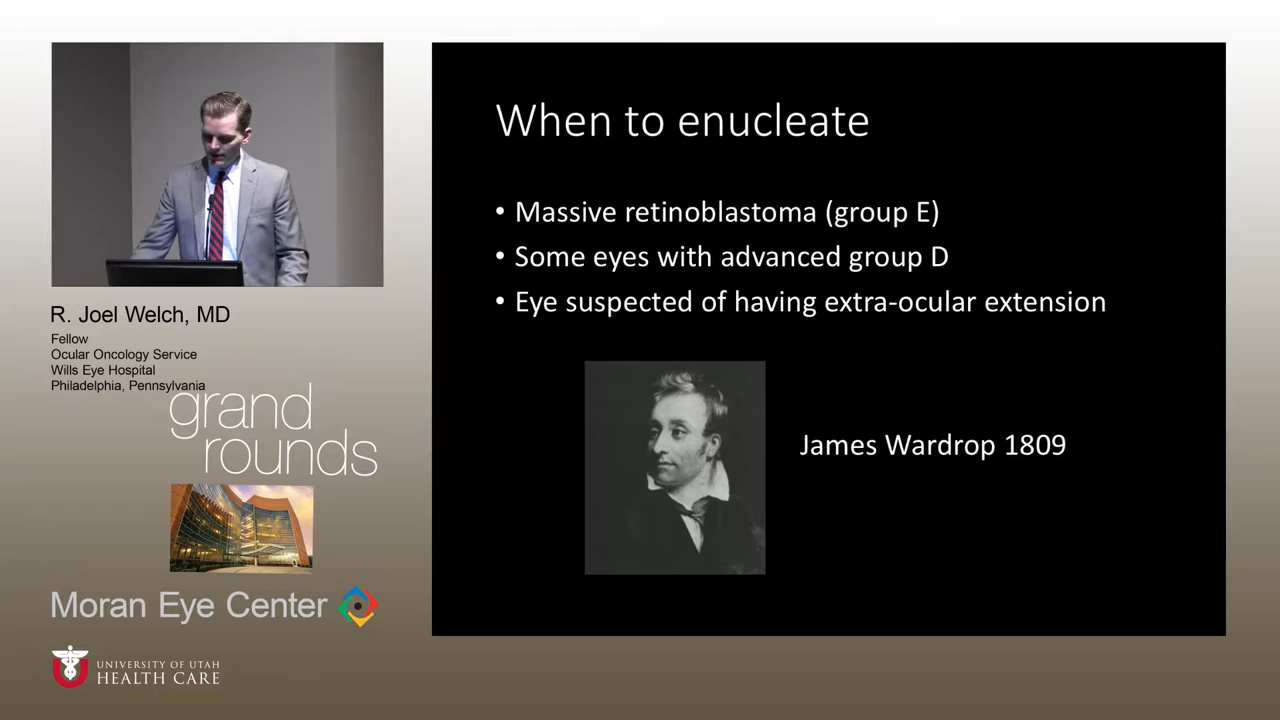 When to enucleate
• Massive retinoblastoma (group E)
• Some eyes with advanced group D
• Eye suspected of having extra-ocular extension
James Wardrop 1809
R. Joel Welch, MD
Fellow
Ocular Oncology Service
Wills Eye Hospital
Philadelphia, Pennsylvania
grand
rounds
Moran Eye Center
UNIVERSITY OF UTAH
HEALTH CARE